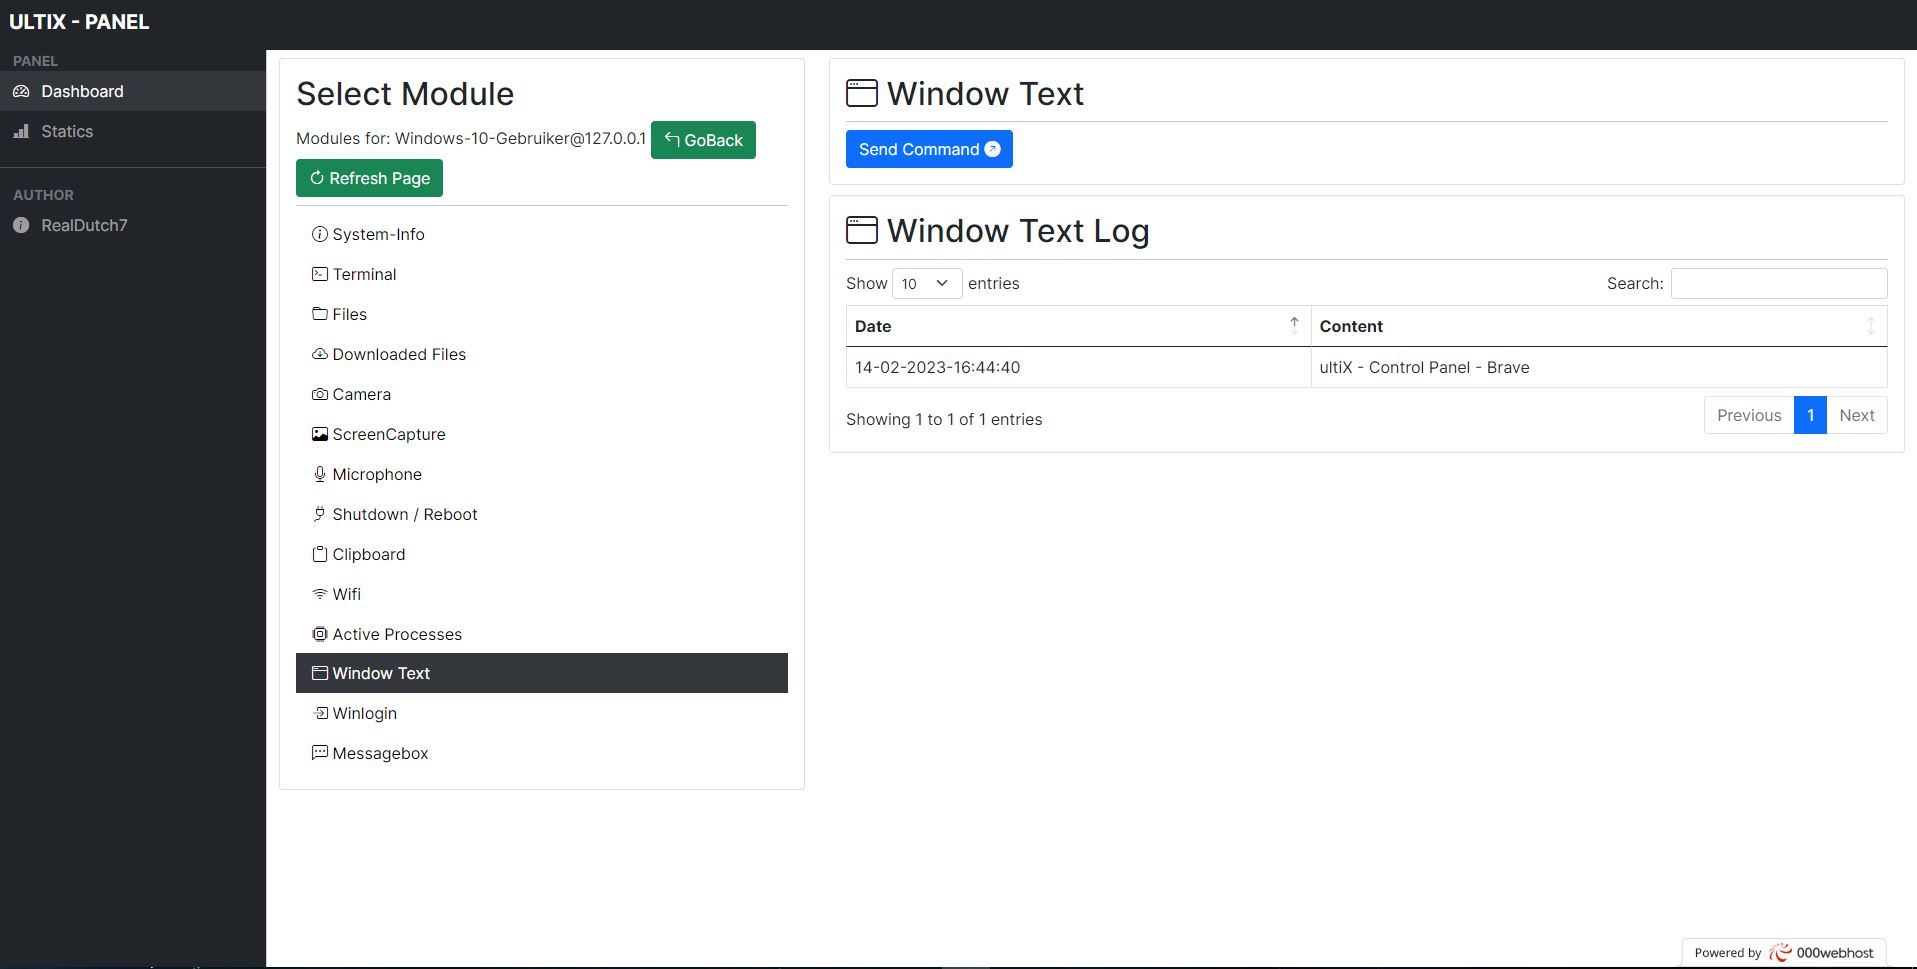 ULTIX - PANEL
PANEL
Dashboard
Statics
AUTHOR
RealDutch7
Select Module
Modules for: Windows-10-Gebruiker@127.0.0.1 GoBack
Refresh Page
System-Info
Terminal
Files
Downloaded Files
Camera
ScreenCapture
Microphone
Shutdown / Reboot
Clipboard
Wifi
Active Processes
Window Text
Winlogin
Messagebox
Window Text
Send Command
Window Text Log
Show 10 entries Search:
Date Content
14-02-2023-16:44:40 ultiX - Control Panel - Brave
Showing 1 to 1 of 1 entries Previous 1 Next
Powered by 000webhost